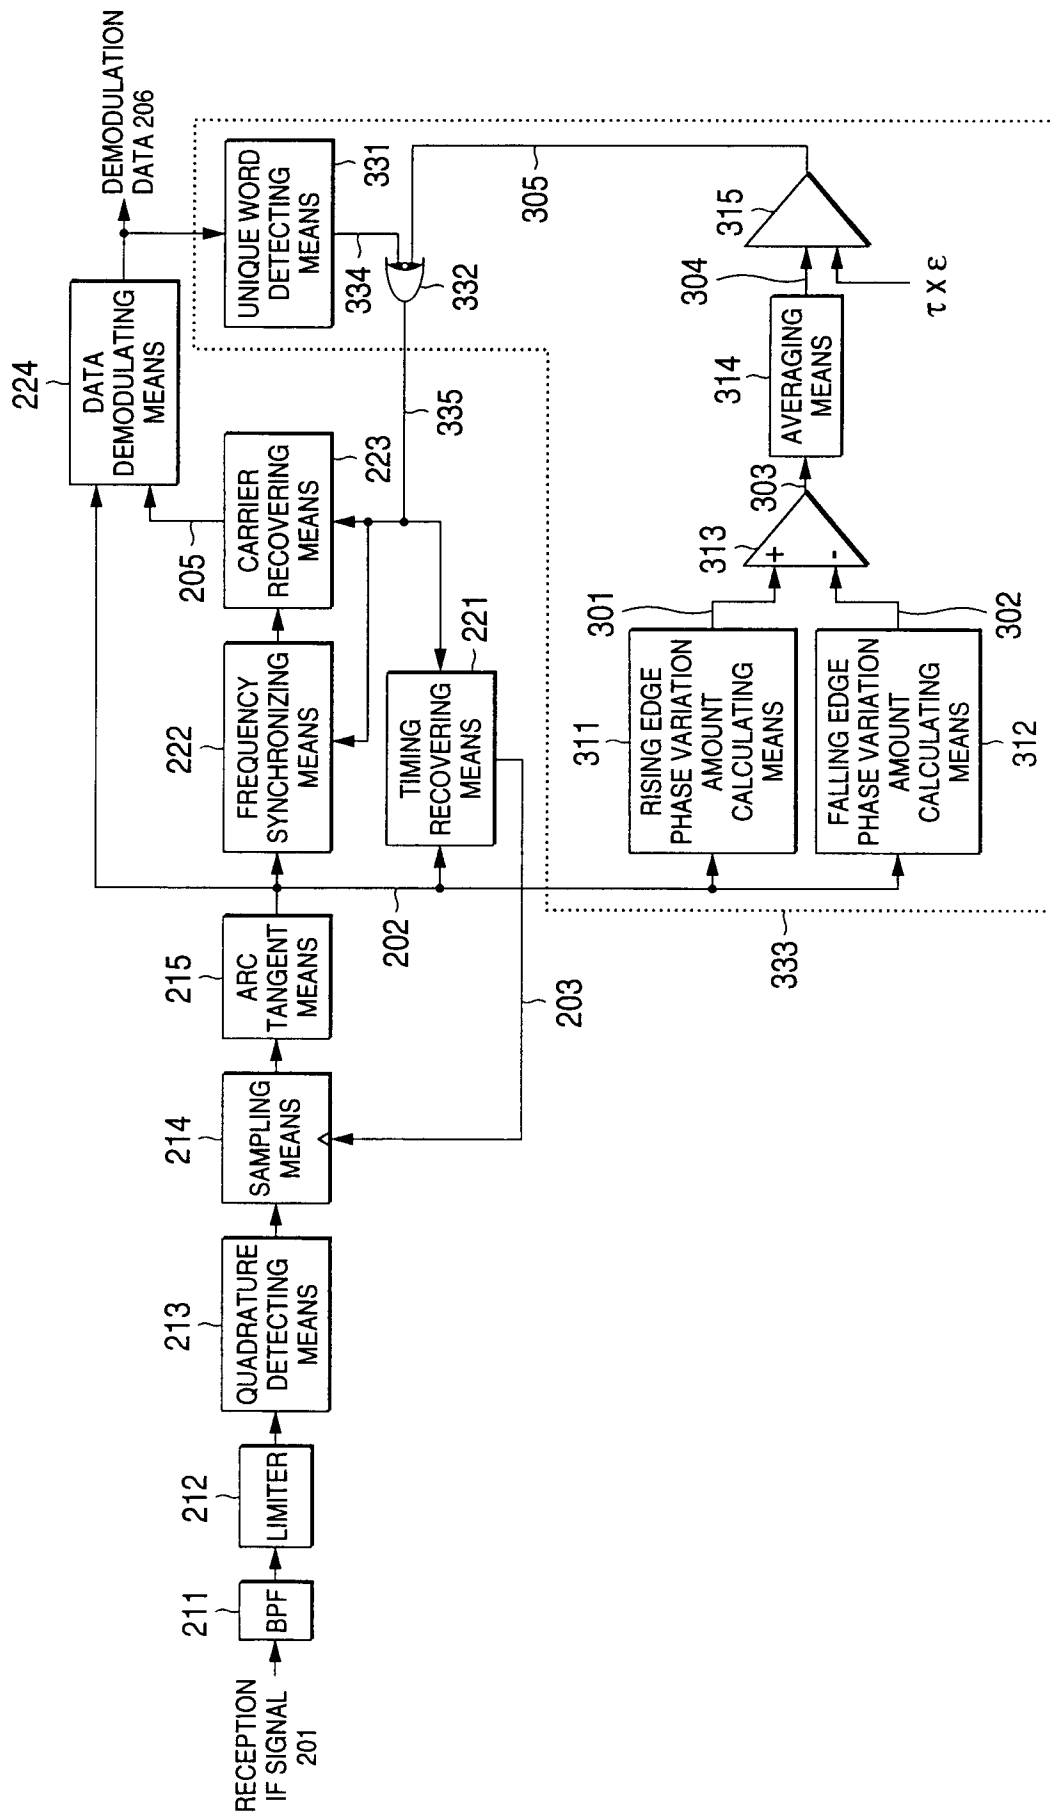 RECEPTION
IF SIGNAL
201
211
BPF
212
LIMITER
213
QUADRATURE
DETECTING
MEANS
214
SAMPLING
MEANS
215
ARC
TANGENT
MEANS
202
203
222
FREQUENCY
SYNCHRONIZING
MEANS
TIMING
RECOVERING
MEANS
221
205
CARRIER
RECOVERING
MEANS
223
224
DATA
DEMODULATING
MEANS
DEMODULATION
DATA 206
UNIQUE WORD
DETECTING
MEANS
331
334
332
335
305
333
311
RISING EDGE
PHASE VARIATION
AMOUNT
CALCULATING
MEANS
301
FALLING EDGE
PHASE VARIATION
AMOUNT
CALCULATING
MEANS
312
302
313
+
-
303
314
AVERAGING
MEANS
304
315
τ x ε